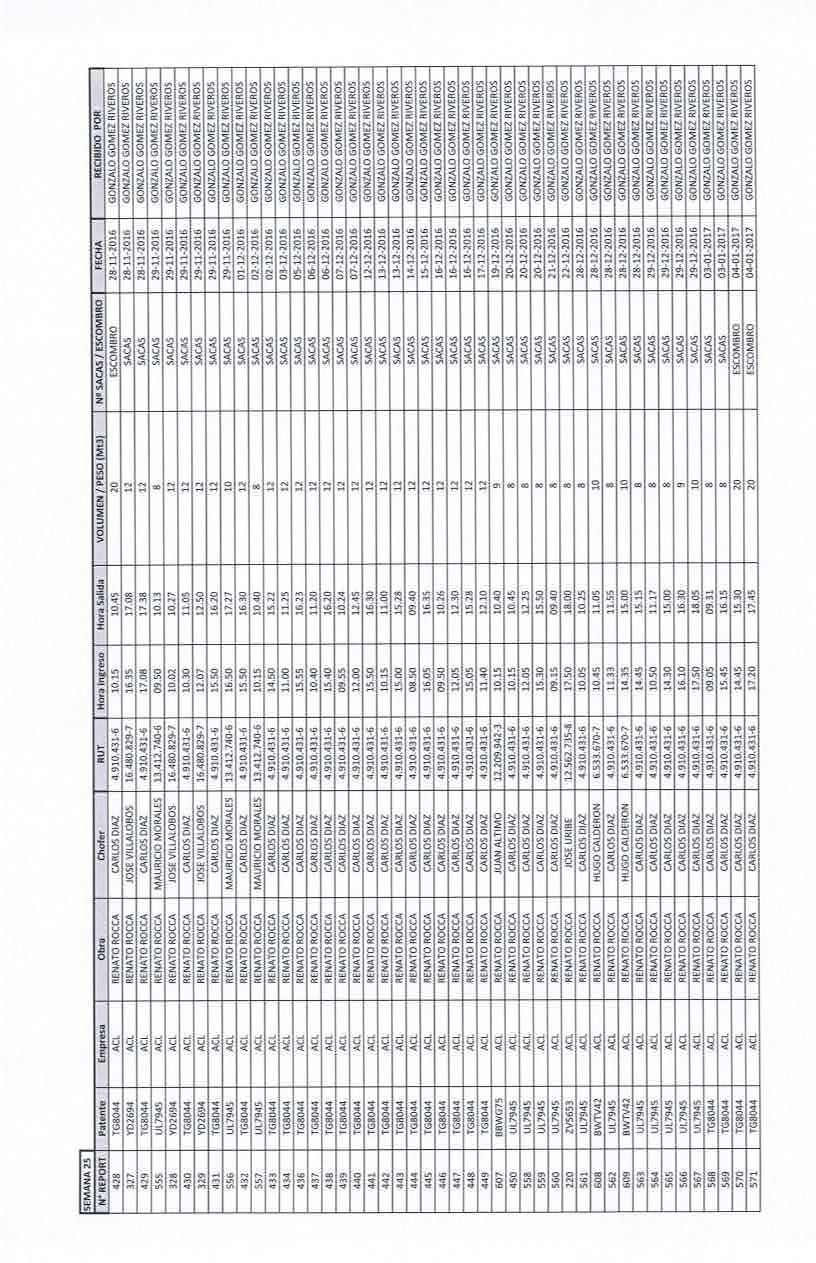 SEMANA 25
N° REPORT Patente Empresa Obra Chofer RUT Hora Ingreso Hora Salida VOLUMEN / PESO (Mt3) Nº SACAS / ESCOMBRO FECHA RECIBIDO POR
428 TG8044 ACL RENATO ROCCA CARLOS DIAZ 4.910.431-6 10.15 10.45 20 ESCOMBRO 28-11-2016 GONZALO GOMEZ RIVEROS
327 YD2694 ACL RENATO ROCCA JOSE VILLALOBOS 16.480.829-7 16.35 17.08 12 SACAS 28-11-2016 GONZALO GOMEZ RIVEROS
429 TG8044 ACL RENATO ROCCA CARLOS DIAZ 4.910.431-6 17.08 17.38 12 SACAS 28-11-2016 GONZALO GOMEZ RIVEROS
555 UL7945 ACL RENATO ROCCA MAURICIO MORALES 13.412.740-6 09.50 10.13 8 SACAS 29-11-2016 GONZALO GOMEZ RIVEROS
328 YD2694 ACL RENATO ROCCA JOSE VILLALOBOS 16.480.829-7 10.02 10.27 12 SACAS 29-11-2016 GONZALO GOMEZ RIVEROS
430 TG8044 ACL RENATO ROCCA CARLOS DIAZ 4.910.431-6 10.30 11.05 12 SACAS 29-11-2016 GONZALO GOMEZ RIVEROS
329 YD2694 ACL RENATO ROCCA JOSE VILLALOBOS 16.480.829-7 12.07 12.50 12 SACAS 29-11-2016 GONZALO GOMEZ RIVEROS
431 TG8044 ACL RENATO ROCCA CARLOS DIAZ 4.910.431-6 15.50 16.20 12 SACAS 29-11-2016 GONZALO GOMEZ RIVEROS
556 UL7945 ACL RENATO ROCCA MAURICIO MORALES 13.412.740-6 16.50 17.27 10 SACAS 29-11-2016 GONZALO GOMEZ RIVEROS
432 TG8044 ACL RENATO ROCCA CARLOS DIAZ 4.910.431-6 15.50 16.30 12 SACAS 01-12-2016 GONZALO GOMEZ RIVEROS
557 UL7945 ACL RENATO ROCCA MAURICIO MORALES 13.412.740-6 10.15 10.40 8 SACAS 02-12-2016 GONZALO GOMEZ RIVEROS
433 TG8044 ACL RENATO ROCCA CARLOS DIAZ 4.910.431-6 14.50 15.22 12 SACAS 02-12-2016 GONZALO GOMEZ RIVEROS
434 TG8044 ACL RENATO ROCCA CARLOS DIAZ 4.910.431-6 11.00 11.25 12 SACAS 03-12-2016 GONZALO GOMEZ RIVEROS
436 TG8044 ACL RENATO ROCCA CARLOS DIAZ 4.910.431-6 15.55 16.23 12 SACAS 05-12-2016 GONZALO GOMEZ RIVEROS
437 TG8044 ACL RENATO ROCCA CARLOS DIAZ 4.910.431-6 10.40 11.20 12 SACAS 06-12-2016 GONZALO GOMEZ RIVEROS
438 TG8044 ACL RENATO ROCCA CARLOS DIAZ 4.910.431-6 15.40 16.20 12 SACAS 06-12-2016 GONZALO GOMEZ RIVEROS
439 TG8044 ACL RENATO ROCCA CARLOS DIAZ 4.910.431-6 09.55 10.24 12 SACAS 07-12-2016 GONZALO GOMEZ RIVEROS
440 TG8044 ACL RENATO ROCCA CARLOS DIAZ 4.910.431-6 12.00 12.45 12 SACAS 07-12-2016 GONZALO GOMEZ RIVEROS
441 TG8044 ACL RENATO ROCCA CARLOS DIAZ 4.910.431-6 15.50 16.30 12 SACAS 12-12-2016 GONZALO GOMEZ RIVEROS
442 TG8044 ACL RENATO ROCCA CARLOS DIAZ 4.910.431-6 10.15 11.00 12 SACAS 13-12-2016 GONZALO GOMEZ RIVEROS
443 TG8044 ACL RENATO ROCCA CARLOS DIAZ 4.910.431-6 15.00 15.28 12 SACAS 13-12-2016 GONZALO GOMEZ RIVEROS
444 TG8044 ACL RENATO ROCCA CARLOS DIAZ 4.910.431-6 08.50 09.40 12 SACAS 14-12-2016 GONZALO GOMEZ RIVEROS
445 TG8044 ACL RENATO ROCCA CARLOS DIAZ 4.910.431-6 16.05 16.35 12 SACAS 15-12-2016 GONZALO GOMEZ RIVEROS
446 TG8044 ACL RENATO ROCCA CARLOS DIAZ 4.910.431-6 09.50 10.26 12 SACAS 16-12-2016 GONZALO GOMEZ RIVEROS
447 TG8044 ACL RENATO ROCCA CARLOS DIAZ 4.910.431-6 12.05 12.30 12 SACAS 16-12-2016 GONZALO GOMEZ RIVEROS
448 TG8044 ACL RENATO ROCCA CARLOS DIAZ 4.910.431-6 15.05 15.28 12 SACAS 16-12-2016 GONZALO GOMEZ RIVEROS
449 TG8044 ACL RENATO ROCCA CARLOS DIAZ 4.910.431-6 11.40 12.10 12 SACAS 17-12-2016 GONZALO GOMEZ RIVEROS
607 BBWG75 ACL RENATO ROCCA JUAN ALTIMO 12.209.942-3 10.15 10.40 9 SACAS 19-12-2016 GONZALO GOMEZ RIVEROS
450 UL7945 ACL RENATO ROCCA CARLOS DIAZ 4.910.431-6 10.15 10.45 8 SACAS 20-12-2016 GONZALO GOMEZ RIVEROS
558 UL7945 ACL RENATO ROCCA CARLOS DIAZ 4.910.431-6 12.05 12.25 8 SACAS 20-12-2016 GONZALO GOMEZ RIVEROS
559 UL7945 ACL RENATO ROCCA CARLOS DIAZ 4.910.431-6 15.30 15.50 8 SACAS 20-12-2016 GONZALO GOMEZ RIVEROS
560 UL7945 ACL RENATO ROCCA CARLOS DIAZ 4.910.431-6 09.15 09.40 8 SACAS 21-12-2016 GONZALO GOMEZ RIVEROS
220 ZV5653 ACL RENATO ROCCA JOSE URIBE 12.562.735-8 17.50 18.00 8 SACAS 22-12-2016 GONZALO GOMEZ RIVEROS
561 UL7945 ACL RENATO ROCCA CARLOS DIAZ 4.910.431-6 10.05 10.25 8 SACAS 28-12-2016 GONZALO GOMEZ RIVEROS
608 BWTV42 ACL RENATO ROCCA HUGO CALDERON 6.533.670-7 10.45 11.05 10 SACAS 28-12-2016 GONZALO GOMEZ RIVEROS
562 UL7945 ACL RENATO ROCCA CARLOS DIAZ 4.910.431-6 11.33 11.55 8 SACAS 28-12-2016 GONZALO GOMEZ RIVEROS
609 BWTV42 ACL RENATO ROCCA HUGO CALDERON 6.533.670-7 14.35 15.00 10 SACAS 28-12-2016 GONZALO GOMEZ RIVEROS
563 UL7945 ACL RENATO ROCCA CARLOS DIAZ 4.910.431-6 14.45 15.15 8 SACAS 28-12-2016 GONZALO GOMEZ RIVEROS
564 UL7945 ACL RENATO ROCCA CARLOS DIAZ 4.910.431-6 10.50 11.17 8 SACAS 29-12-2016 GONZALO GOMEZ RIVEROS
565 UL7945 ACL RENATO ROCCA CARLOS DIAZ 4.910.431-6 14.30 15.00 8 SACAS 29-12-2016 GONZALO GOMEZ RIVEROS
566 UL7945 ACL RENATO ROCCA CARLOS DIAZ 4.910.431-6 16.10 16.30 9 SACAS 29-12-2016 GONZALO GOMEZ RIVEROS
567 UL7945 ACL RENATO ROCCA CARLOS DIAZ 4.910.431-6 17.50 18.05 10 SACAS 29-12-2016 GONZALO GOMEZ RIVEROS
568 TG8044 ACL RENATO ROCCA CARLOS DIAZ 4.910.431-6 09.05 09.31 8 SACAS 03-01-2017 GONZALO GOMEZ RIVEROS
569 TG8044 ACL RENATO ROCCA CARLOS DIAZ 4.910.431-6 15.45 16.15 8 SACAS 03-01-2017 GONZALO GOMEZ RIVEROS
570 TG8044 ACL RENATO ROCCA CARLOS DIAZ 4.910.431-6 14.45 15.30 20 ESCOMBRO 04-01-2017 GONZALO GOMEZ RIVEROS
571 TG8044 ACL RENATO ROCCA CARLOS DIAZ 4.910.431-6 17.20 17.45 20 ESCOMBRO 04-01-2017 GONZALO GOMEZ RIVEROS